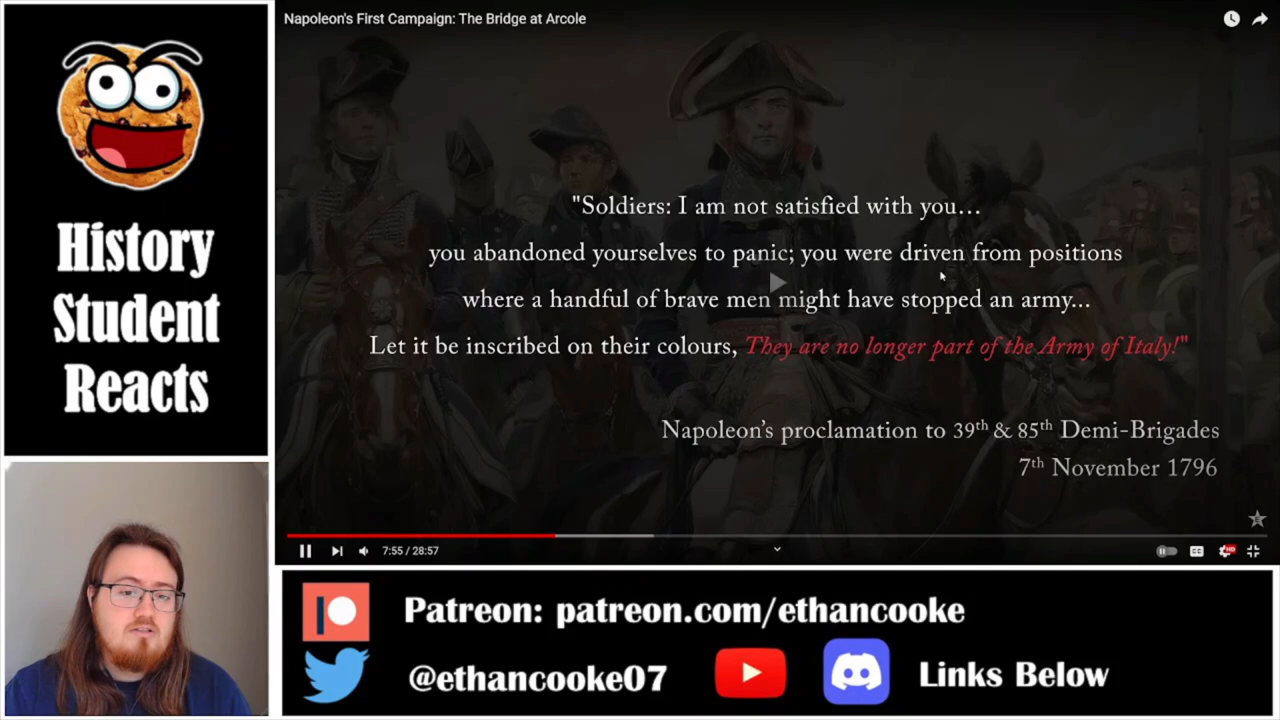 Napoleon's First Campaign: The Bridge at Arcole
History
Student
Reacts
"Soldiers: I am not satisfied with you...
you abandoned yourselves to panic; you were driven from positions
where a handful of brave men might have stopped an army...
Let it be inscribed on their colours, They are no longer part of the Army of Italy!"
Napoleon's proclamation to 39th & 85th Demi-Brigades
7th November 1796
7:55 / 28:57
CC
HD
Patreon: patreon.com/ethancooke
@ethancooke07
Links Below